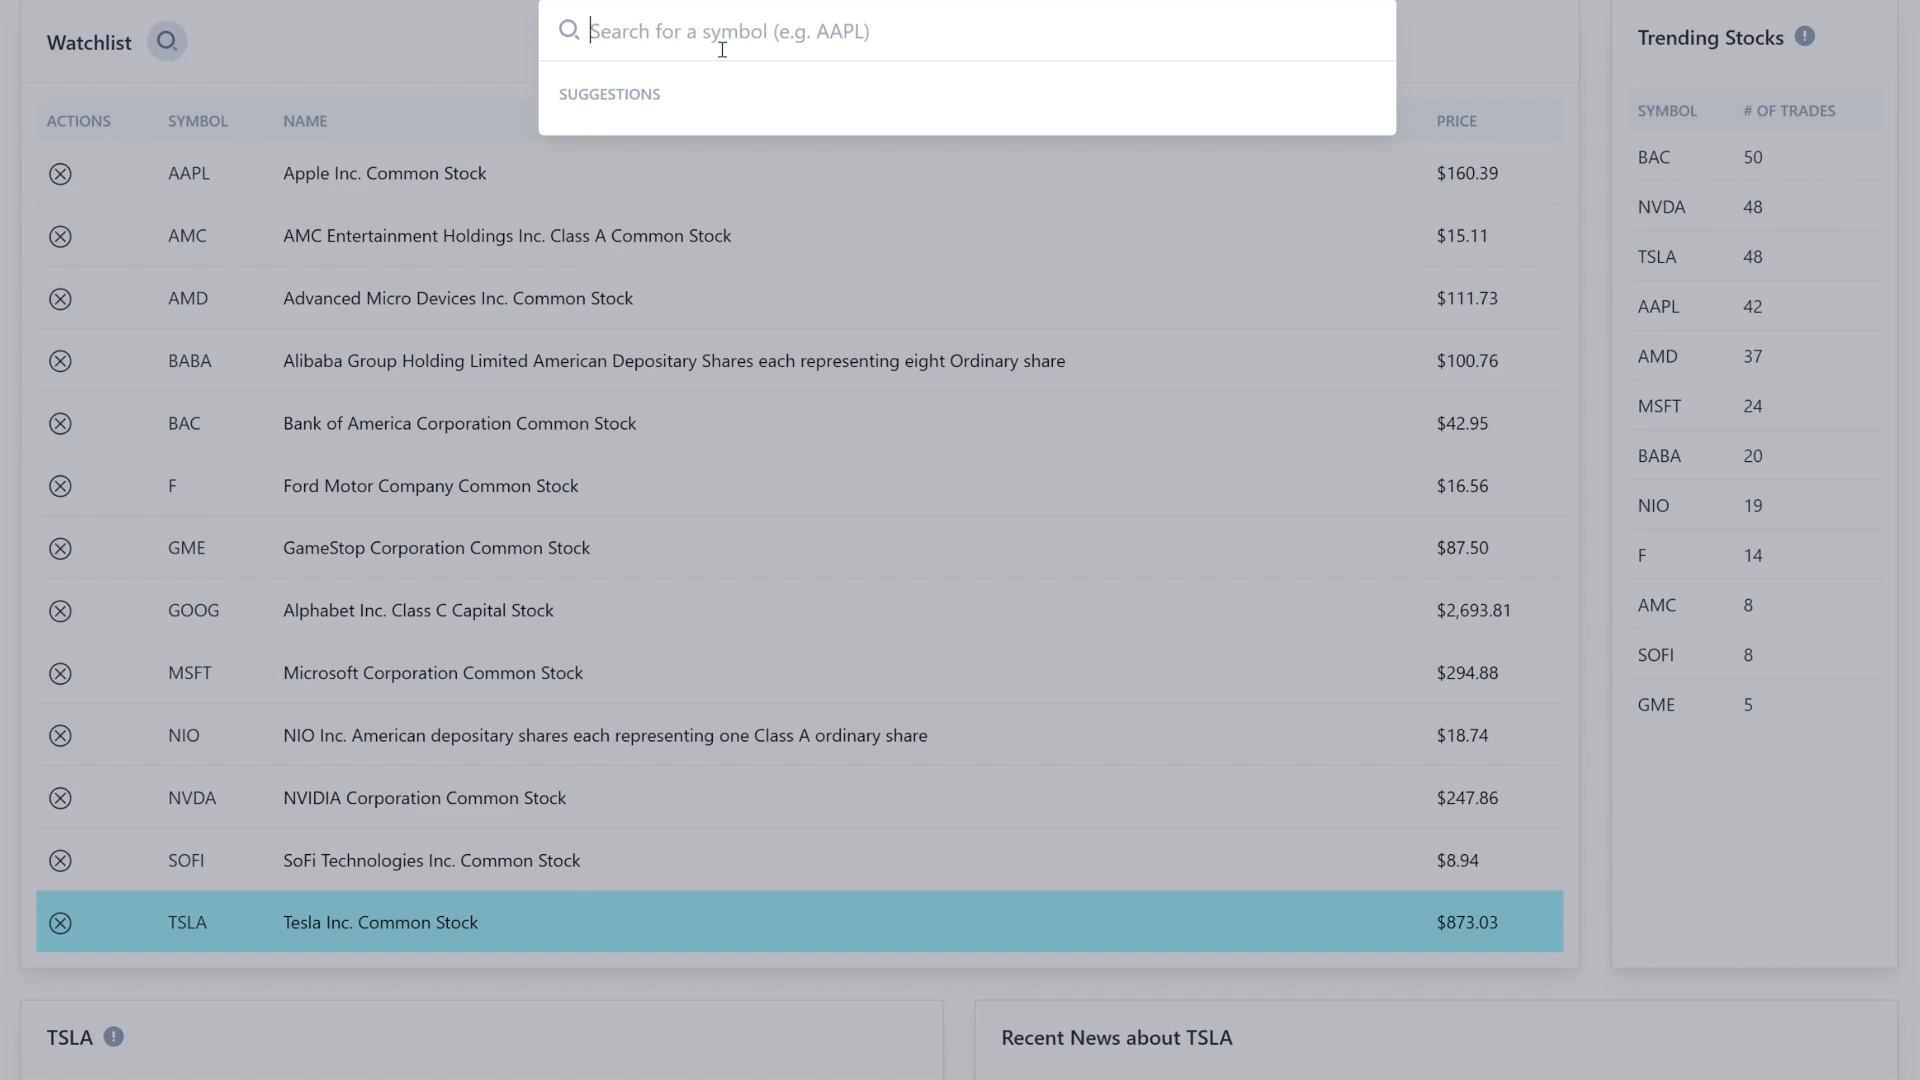 Watchlist
Search for a symbol (e.g. AAPL)
SUGGESTIONS
ACTIONS SYMBOL NAME PRICE
AAPL Apple Inc. Common Stock $160.39
AMC AMC Entertainment Holdings Inc. Class A Common Stock $15.11
AMD Advanced Micro Devices Inc. Common Stock $111.73
BABA Alibaba Group Holding Limited American Depositary Shares each representing eight Ordinary share $100.76
BAC Bank of America Corporation Common Stock $42.95
F Ford Motor Company Common Stock $16.56
GME GameStop Corporation Common Stock $87.50
GOOG Alphabet Inc. Class C Capital Stock $2,693.81
MSFT Microsoft Corporation Common Stock $294.88
NIO NIO Inc. American depositary shares each representing one Class A ordinary share $18.74
NVDA NVIDIA Corporation Common Stock $247.86
SOFI SoFi Technologies Inc. Common Stock $8.94
TSLA Tesla Inc. Common Stock $873.03
Trending Stocks
SYMBOL # OF TRADES
BAC 50
NVDA 48
TSLA 48
AAPL 42
AMD 37
MSFT 24
BABA 20
NIO 19
F 14
AMC 8
SOFI 8
GME 5
TSLA
Recent News about TSLA